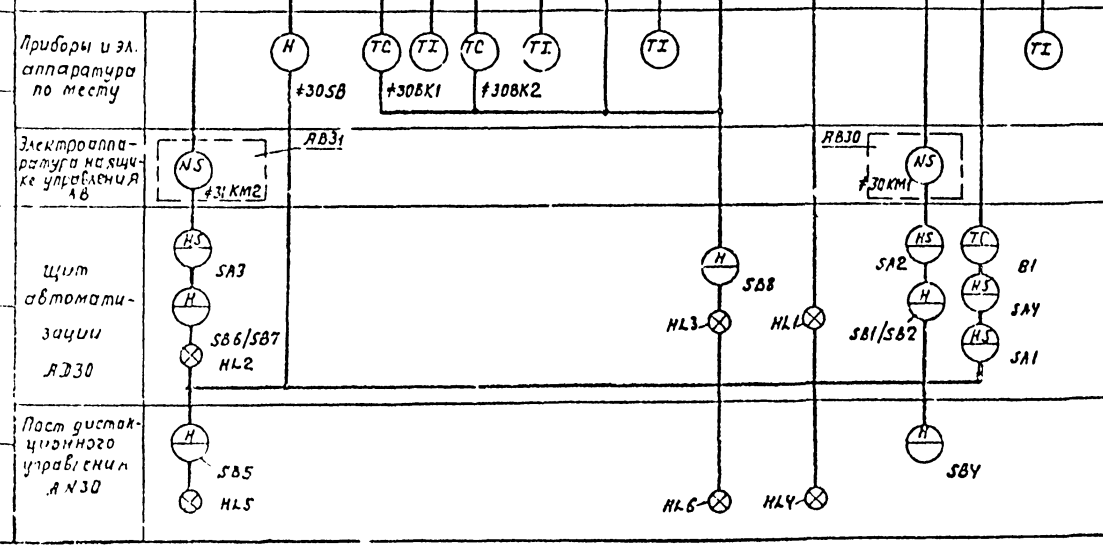 Приборы и эл.
аппаратура
по месту
H
TC
TI
TC
TI
TI
TI
≠30SB
≠30BK1
≠30BK2
Электроаппа-
ратура на ящи-
ке управления
AB
AB31
NS
≠31KM2
AB30
NS
≠30KM1
Щит
автомати-
зации
AD30
HS
SA3
H
SB6/SB7
HL2
H
SB8
HL3
HL1
HS
SA2
H
SB1/SB2
TC
B1
HS
SA4
HS
SA1
Пост дистан-
ционного
управления
AN30
H
SB5
HL5
HL6
HL4
H
SB4